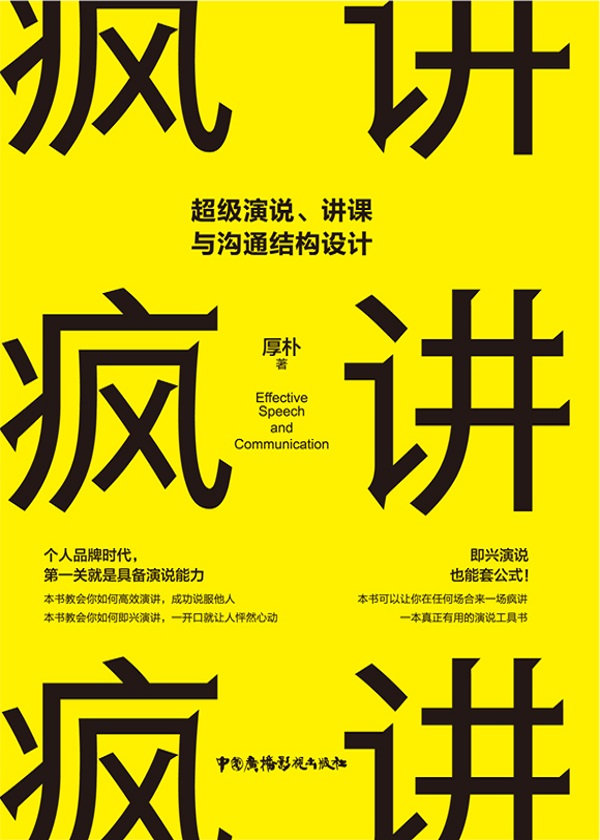 疯 讲
超级演说、讲课
与沟通结构设计
疯 讲
厚朴
著
Effective
Speech
and
Communication
个人品牌时代，
第一关就是具备演说能力
本书教会你如何高效演讲，成功说服他人
本书教会你如何即兴演讲，一开口就让人怦然心动
即兴演说
也能套公式！
本书可以让你在任何场合来一场疯讲
一本真正有用的演说工具书
疯 讲
中国广播影视出版社